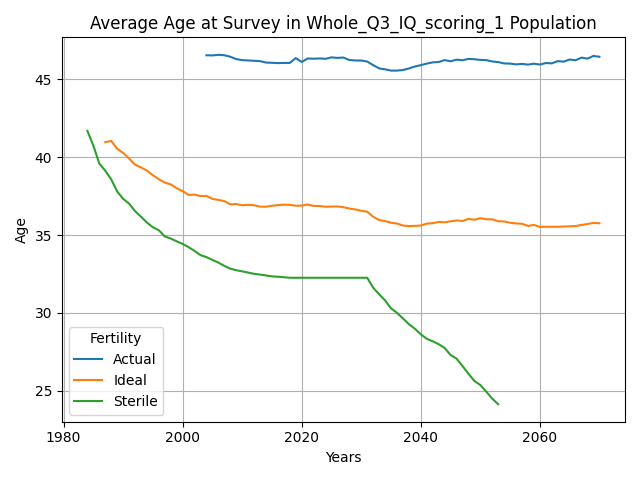 Average Age at Survey in Whole_Q3_IQ_scoring_1 Population
Age
45
40
35
30
25
Fertility
Actual
Ideal
Sterile
1980
2000
2020
2040
2060
Years